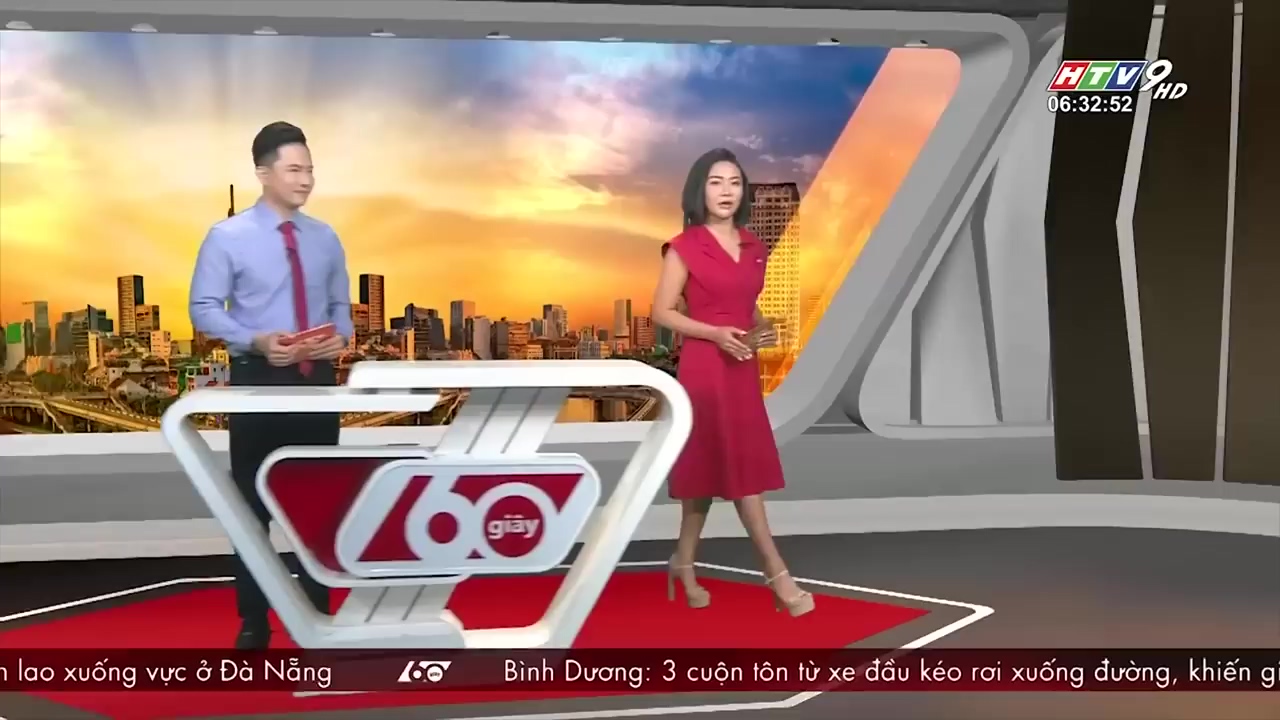 HTV9
HD
06:32:52
60
giây
lao xuống vực ở Đà Nẵng 60 giây Bình Dương: 3 cuộn tôn từ xe đầu kéo rơi xuống đường, khiến